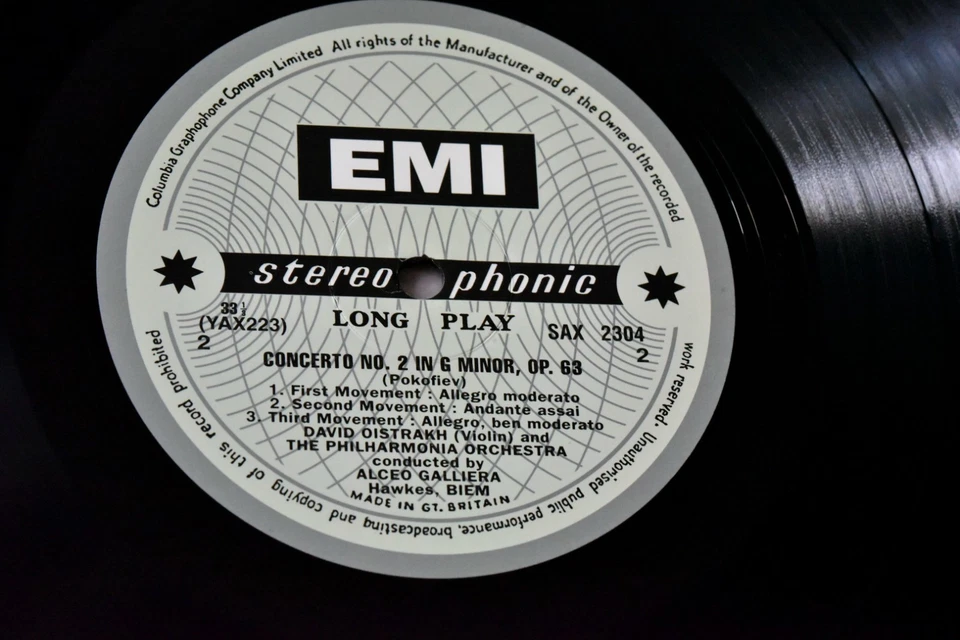 Columbia Graphophone Company Limited All rights of the Manufacturer and of the Owner of the recorded work reserved. Unauthorised public performance, broadcasting and copying of this record prohibited
EMI
stereo phonic
33⅓
(YAX223)
2
LONG PLAY
SAX 2304
2
CONCERTO NO. 2 IN G MINOR, OP. 63
(Pokofiev)
1. First Movement : Allegro moderato
2. Second Movement : Andante assai
3. Third Movement : Allegro, ben moderato
DAVID OISTRAKH (Violin) and
THE PHILHARMONIA ORCHESTRA
conducted by
ALCEO GALLIERA
Hawkes, BIEM
MADE IN GT. BRITAIN